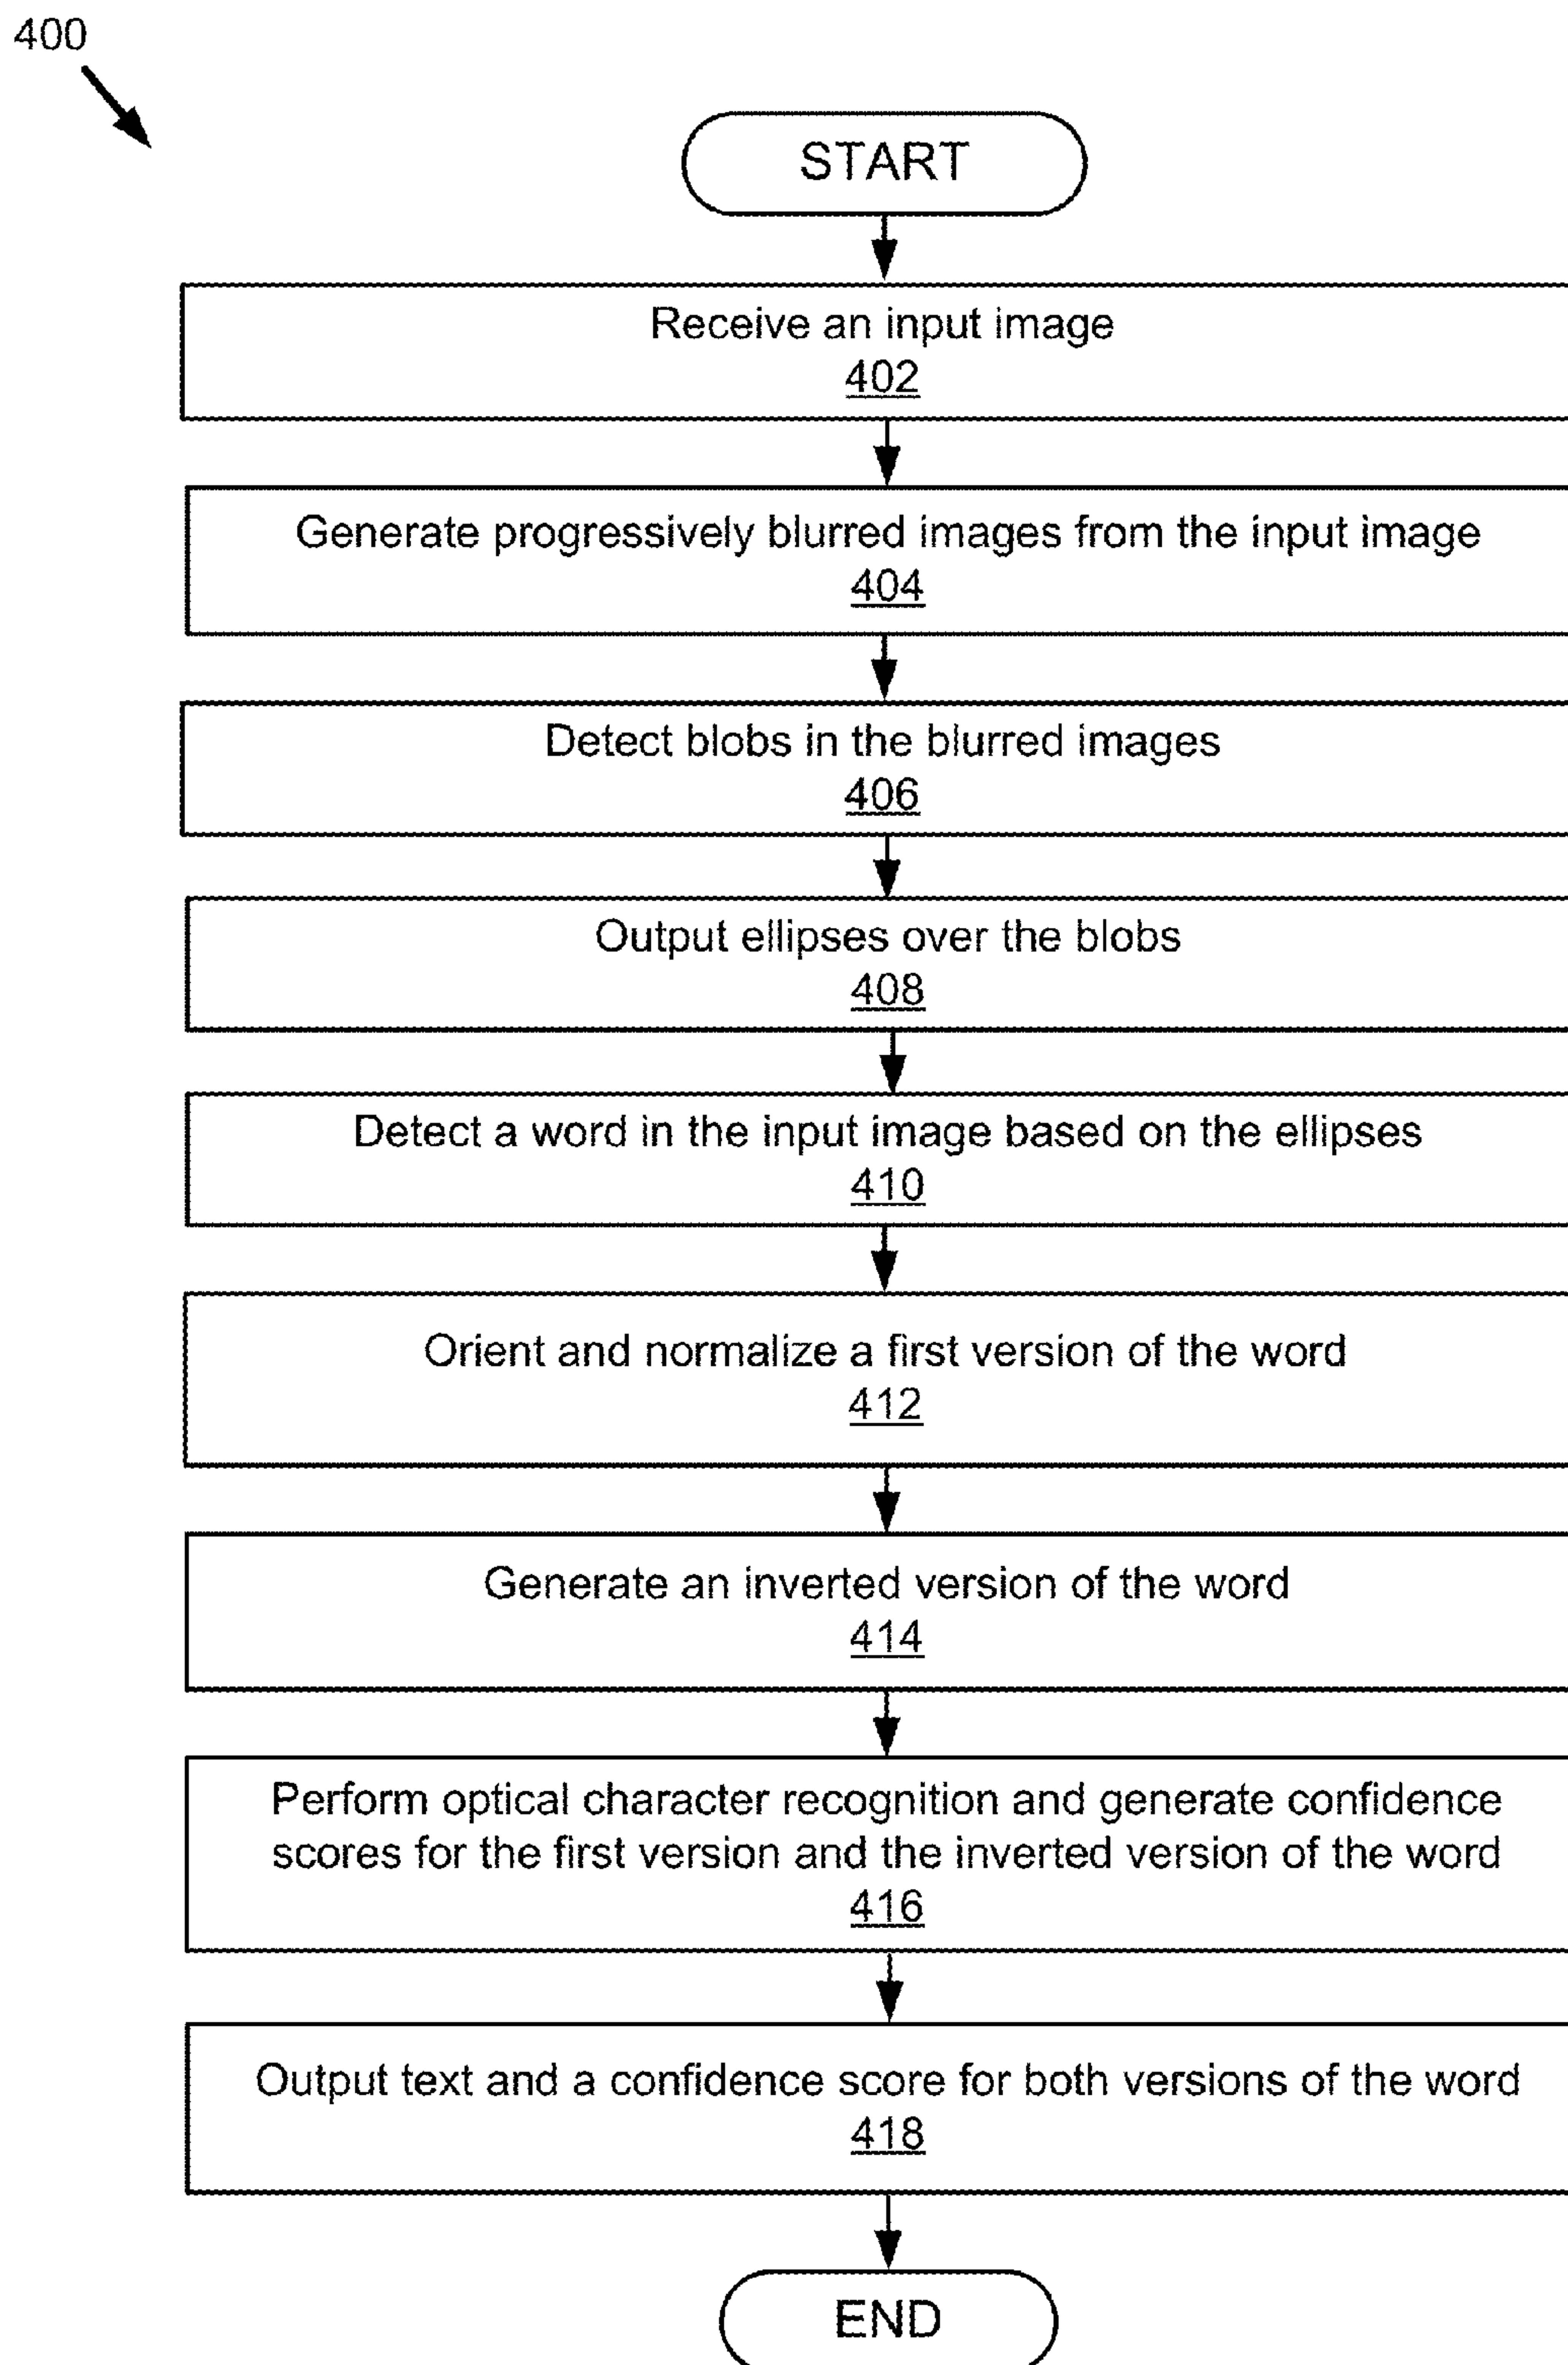 400
START
Receive an input image
402
Generate progressively blurred images from the input image
404
Detect blobs in the blurred images
406
Output ellipses over the blobs
408
Detect a word in the input image based on the ellipses
410
Orient and normalize a first version of the word
412
Generate an inverted version of the word
414
Perform optical character recognition and generate confidence
scores for the first version and the inverted version of the word
416
Output text and a confidence score for both versions of the word
418
END